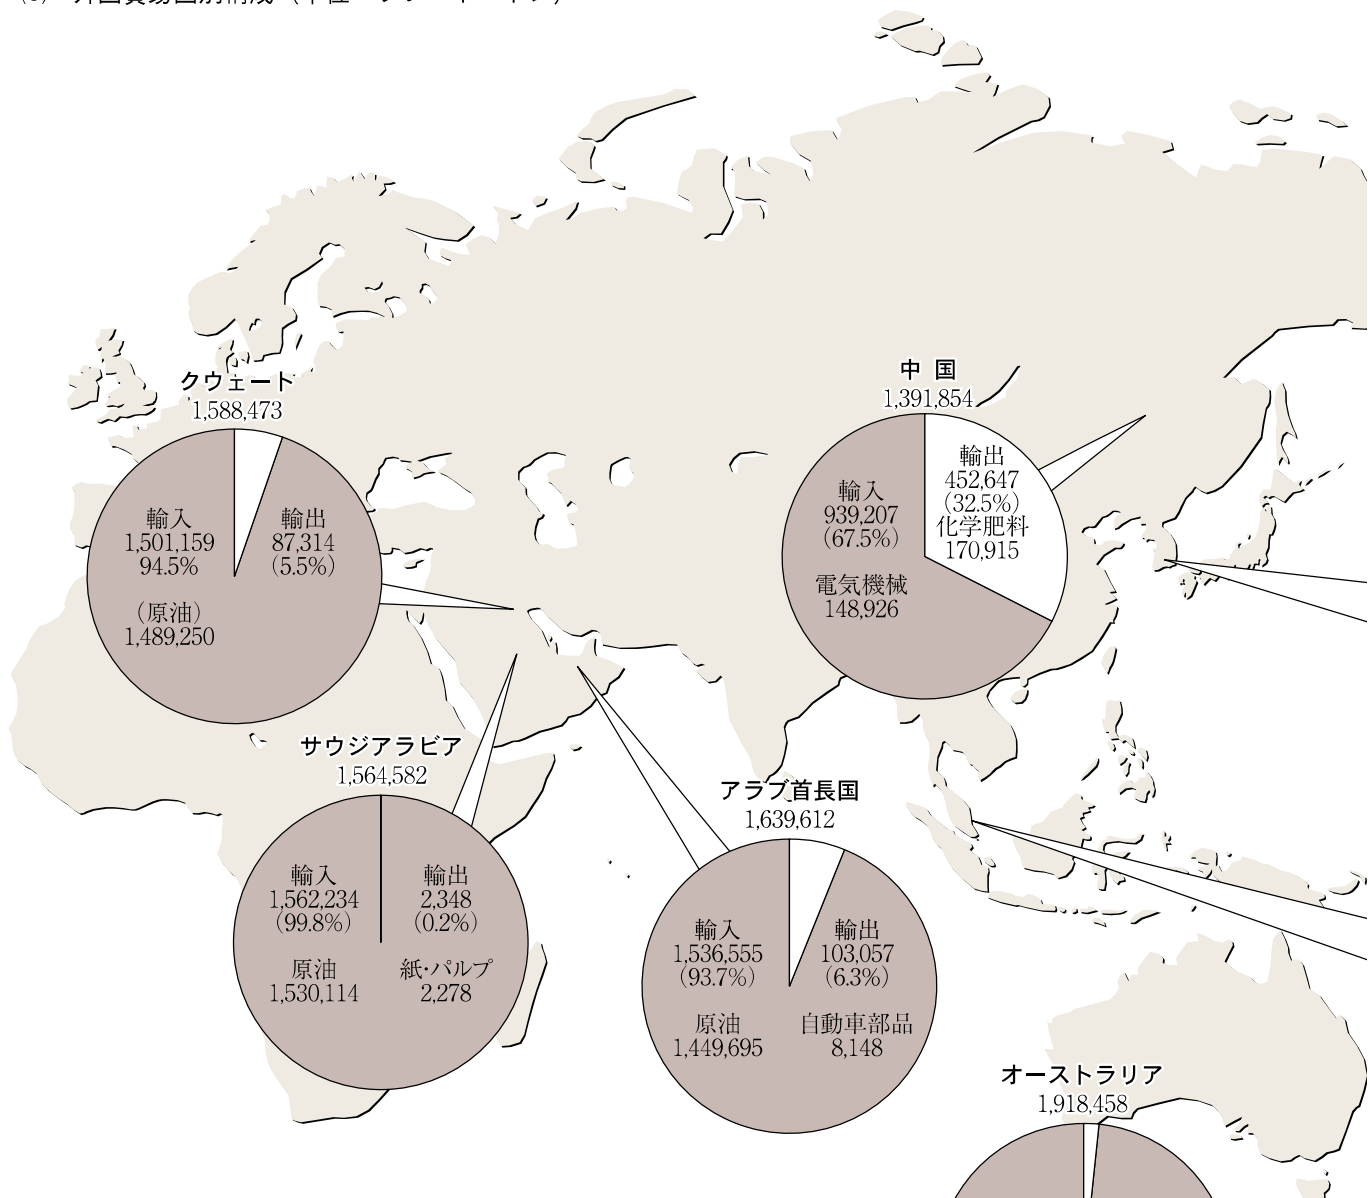 クウェート
1,588,473
輸入
1,501,159
94.5%
(原油)
1,489,250
輸出
87,314
(5.5%)
中 国
1,391,854
輸出
452,647
(32.5%)
化学肥料
170,915
輸入
939,207
(67.5%)
電気機械
148,926
サウジアラビア
1,564,582
輸入
1,562,234
(99.8%)
原油
1,530,114
輸出
2,348
(0.2%)
紙・パルプ
2,278
アラブ首長国
1,639,612
輸入
1,536,555
(93.7%)
原油
1,449,695
輸出
103,057
(6.3%)
自動車部品
8,148
オーストラリア
1,918,458